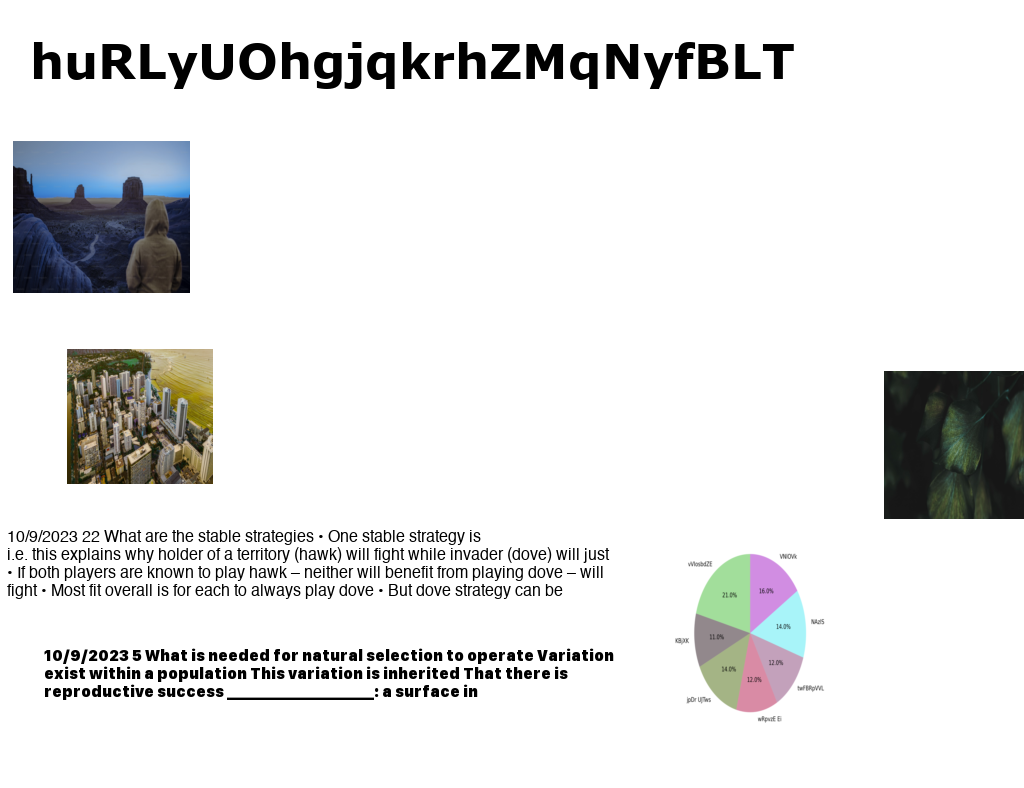 huRLyUOhgjqkrhZMqNyfBLT
10/9/2023 22 What are the stable strategies • One stable strategy is
i.e. this explains why holder of a territory (hawk) will fight while invader (dove) will just
• If both players are known to play hawk – neither will benefit from playing dove – will
fight • Most fit overall is for each to always play dove • But dove strategy can be
10/9/2023 5 What is needed for natural selection to operate Variation
exist within a population This variation is inherited That there is
reproductive success __________________: a surface in
VNIOVk
16.0%
vVlosbdZE
21.0%
NAzIS
14.0%
KBJXK
11.0%
12.0%
twFBRpVVL
14.0%
jpDr UJTws
12.0%
wRpvzE Ei